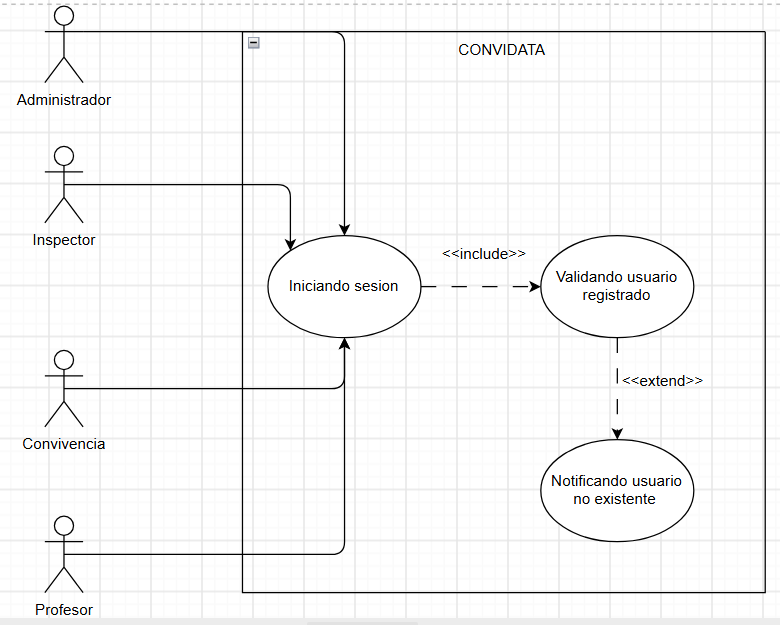 CONVIDATA
Administrador
Inspector
<<include>>
Iniciando sesion
Validando usuario
registrado
<<extend>>
Convivencia
Notificando usuario
no existente
Profesor